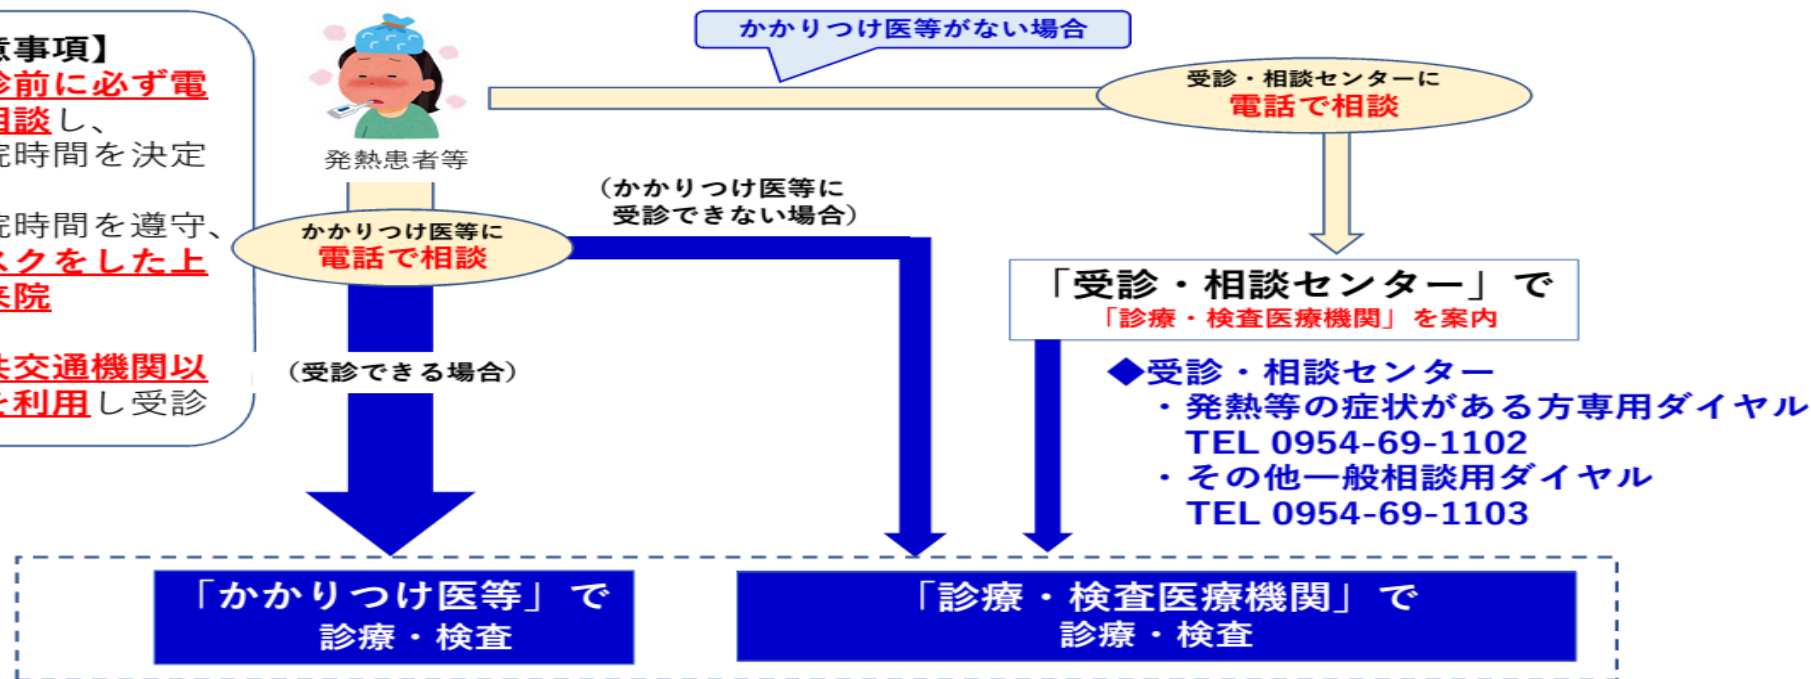 意事項】
診前に必ず電
相談し、
院時間を決定
院時間を遵守、
スクをした上
来院
共交通機関以
を利用し受診
発熱患者等
かかりつけ医等がない場合
受診・相談センターに
電話で相談
かかりつけ医等に
電話で相談
（かかりつけ医等に
受診できない場合）
（受診できる場合）
「受診・相談センター」で
「診療・検査医療機関」を案内
◆受診・相談センター
・発熱等の症状がある方専用ダイヤル
TEL 0954-69-1102
・その他一般相談用ダイヤル
TEL 0954-69-1103
「かかりつけ医等」で
診療・検査
「診療・検査医療機関」で
診療・検査